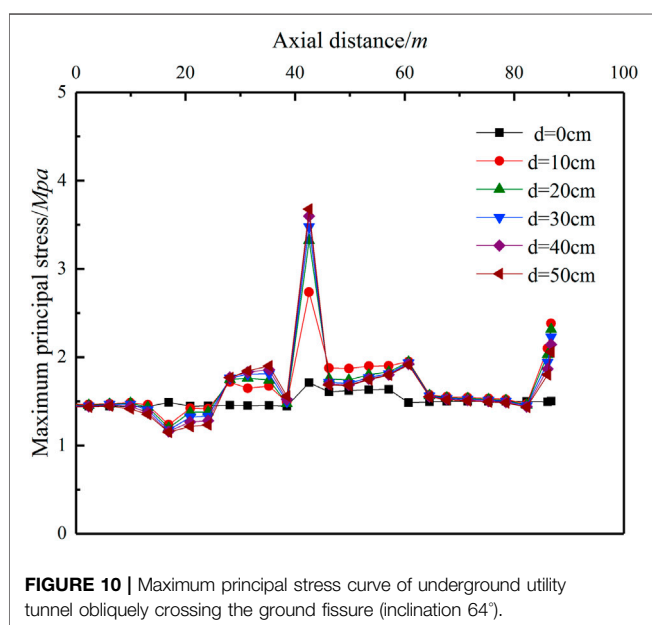 Axial distance/m
0 20 40 60 80 100
5
4
3
2
1
0
Maximum principal stress/Mpa
d=0cm
d=10cm
d=20cm
d=30cm
d=40cm
d=50cm
FIGURE 10 | Maximum principal stress curve of underground utility
tunnel obliquely crossing the ground fissure (inclination 64°).